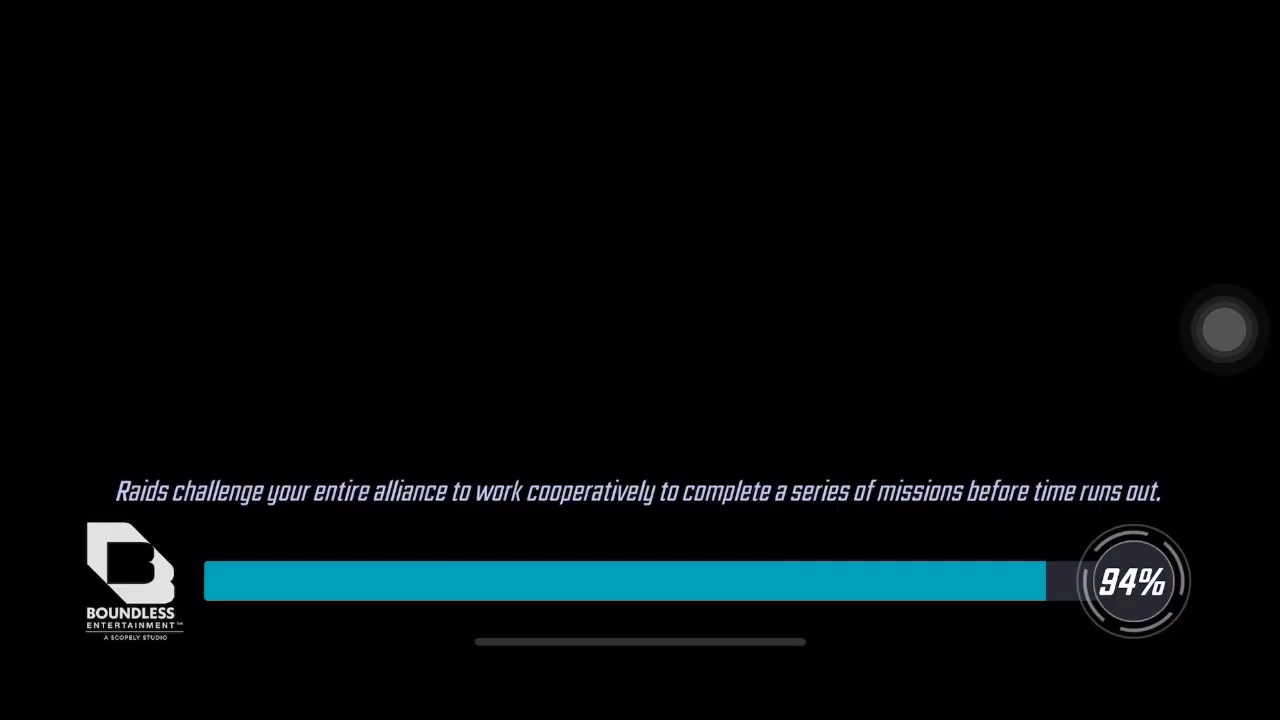 Raids challenge your entire alliance to work cooperatively to complete a series of missions before time runs out.
94%
BOUNDLESS
ENTERTAINMENT™
A SCOPELY STUDIO